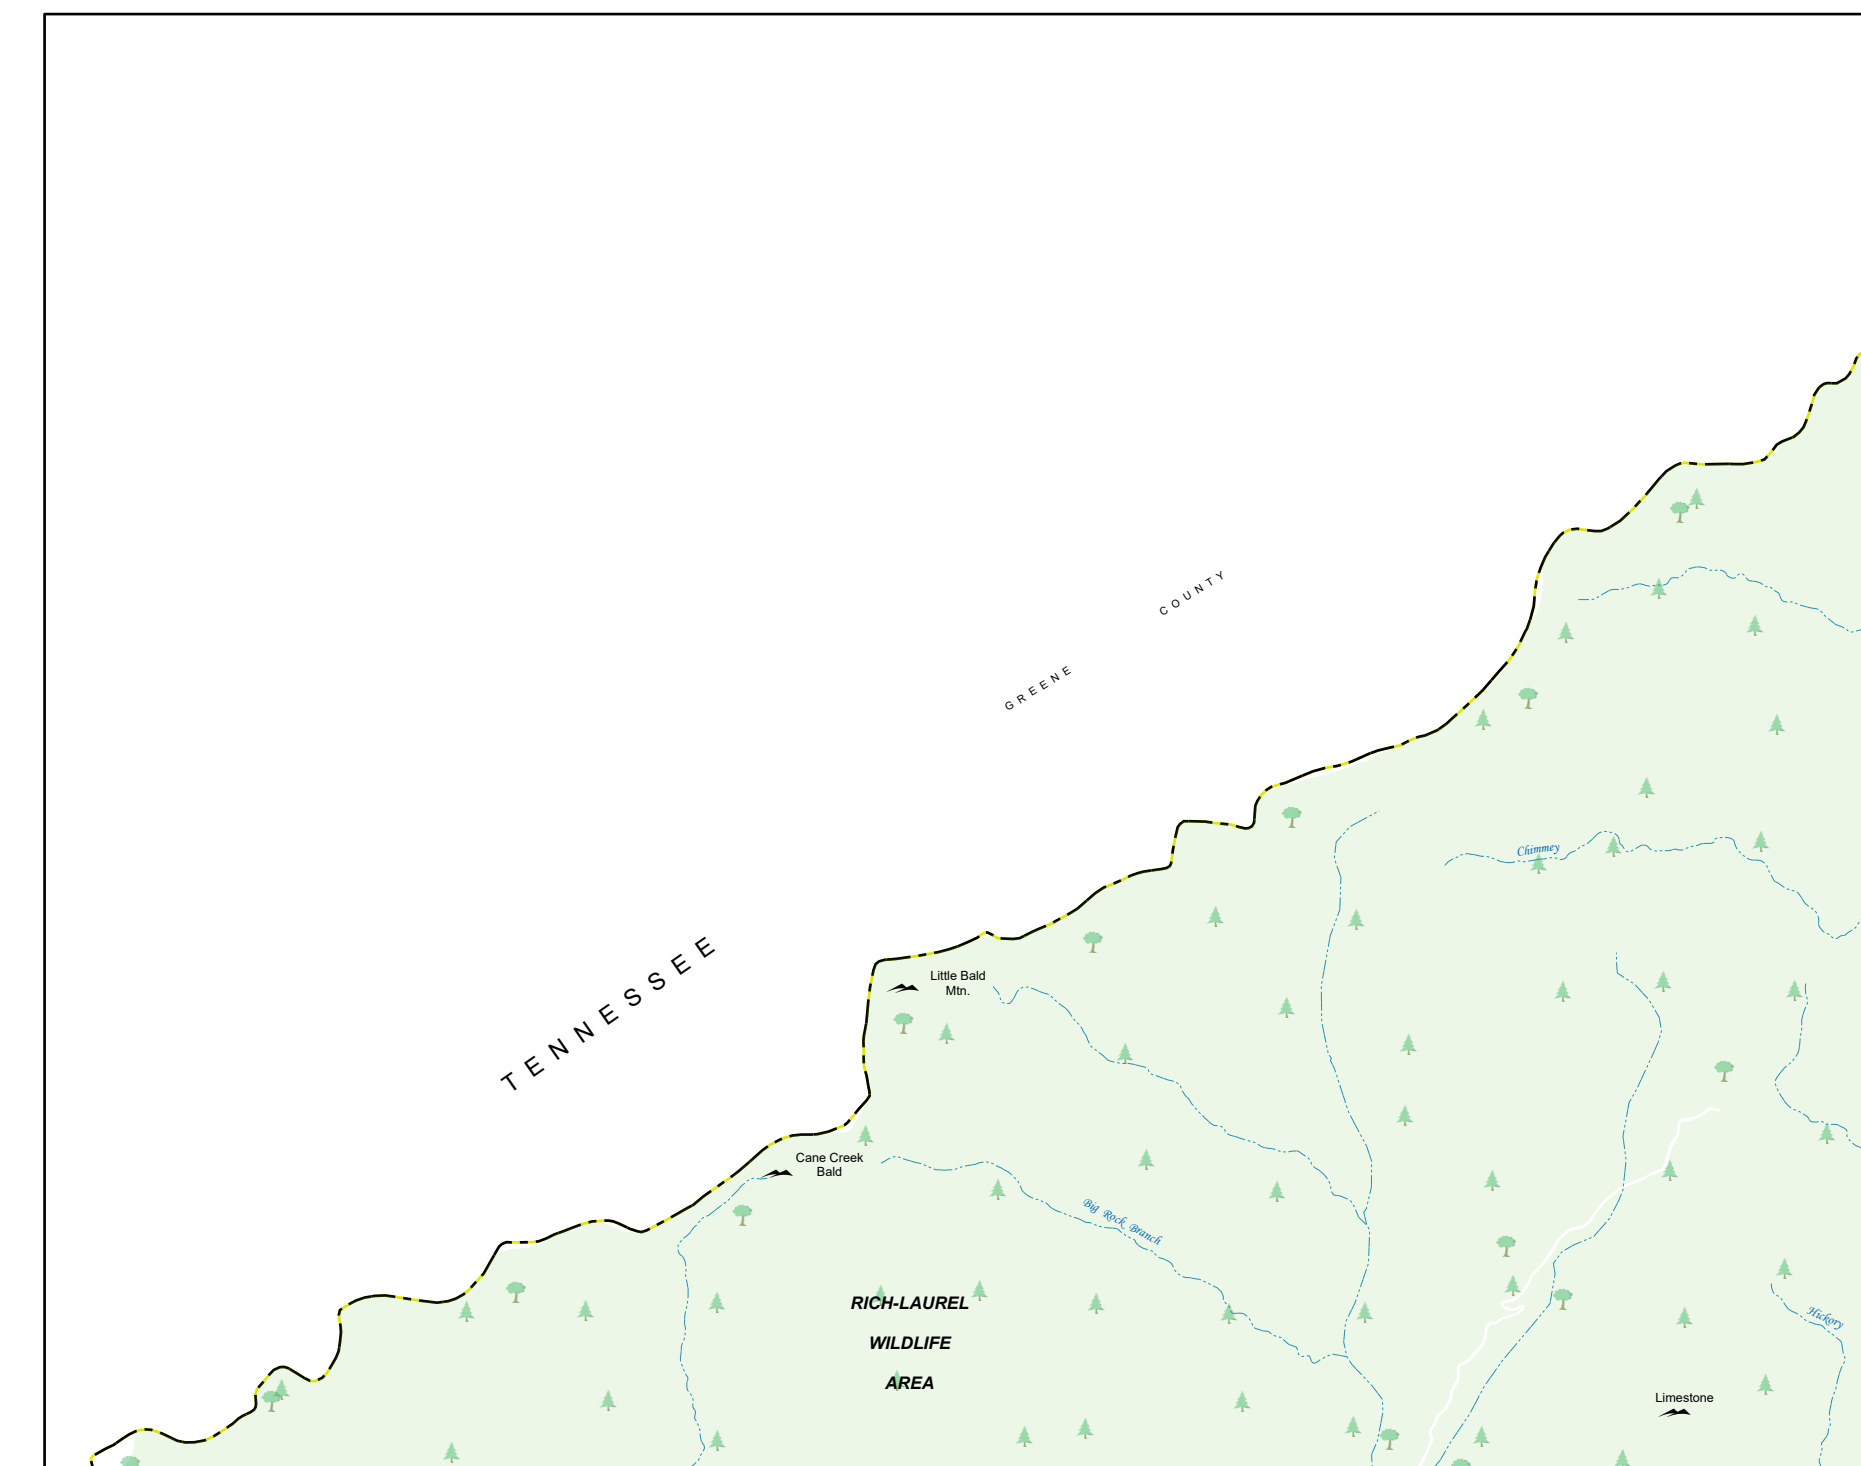 COUNTY
GREENE
Chimmey
TENNESSEE
Little Bald
Mtn.
Cane Creek
Bald
Big Rock Branch
RICH-LAUREL
WILDLIFE
AREA
Hickory
Limestone